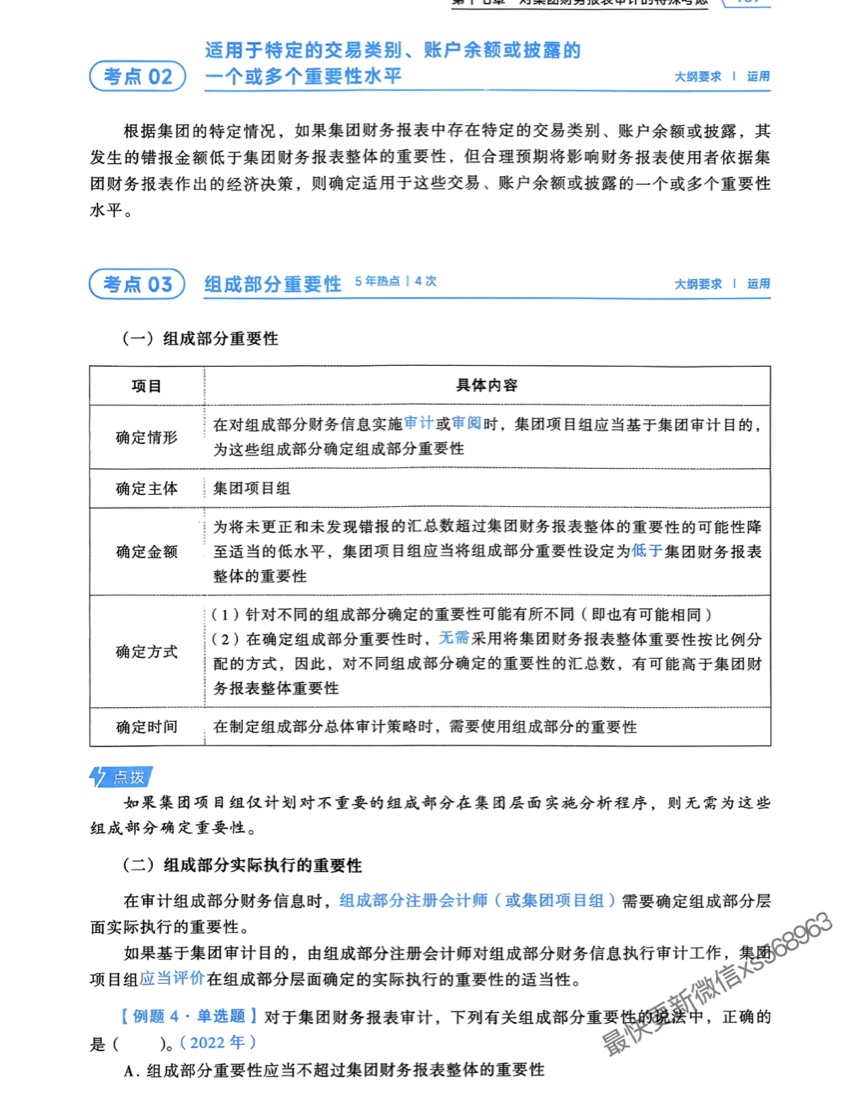 第十七章 对集团财务报表审计的特殊考虑
考点 02
适用于特定的交易类别、账户余额或披露的
一个或多个重要性水平
大纲要求 | 运用
根据集团的特定情况，如果集团财务报表中存在特定的交易类别、账户余额或披露，其
发生的错报金额低于集团财务报表整体的重要性，但合理预期将影响财务报表使用者依据集
团财务报表作出的经济决策，则确定适用于这些交易、账户余额或披露的一个或多个重要性
水平。
考点 03
组成部分重要性 5年热点|4次
大纲要求 | 运用
（一）组成部分重要性
项目 具体内容
确定情形
在对组成部分财务信息实施审计或审阅时，集团项目组应当基于集团审计目的，
为这些组成部分确定组成部分重要性
确定主体 集团项目组
确定金额
为将未更正和未发现错报的汇总数超过集团财务报表整体的重要性的可能性降
至适当的低水平，集团项目组应当将组成部分重要性设定为低于集团财务报表
整体的重要性
确定方式
（1）针对不同的组成部分确定的重要性可能有所不同（即也有可能相同）
（2）在确定组成部分重要性时，无需采用将集团财务报表整体重要性按比例分
配的方式，因此，对不同组成部分确定的重要性的汇总数，有可能高于集团财
务报表整体重要性
确定时间 在制定组成部分总体审计策略时，需要使用组成部分的重要性
点拨
如果集团项目组仅计划对不重要的组成部分在集团层面实施分析程序，则无需为这些
组成部分确定重要性。
（二）组成部分实际执行的重要性
在审计组成部分财务信息时，组成部分注册会计师（或集团项目组）需要确定组成部分层
面实际执行的重要性。
如果基于集团审计目的，由组成部分注册会计师对组成部分财务信息执行审计工作，集团
项目组应当评价在组成部分层面确定的实际执行的重要性的适当性。
【例题 4·单选题】对于集团财务报表审计，下列有关组成部分重要性的说法中，正确的
是（  ）。（2022 年）
A. 组成部分重要性应当不超过集团财务报表整体的重要性
最快更新微信xs368963